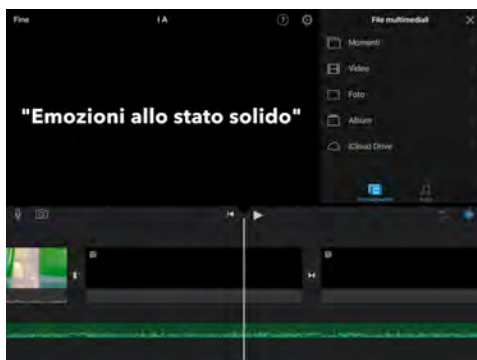 Fine
I A
?
File multimediali
Momenti
Video
Foto
Album
iCloud Drive
"Emozioni allo stato solido"